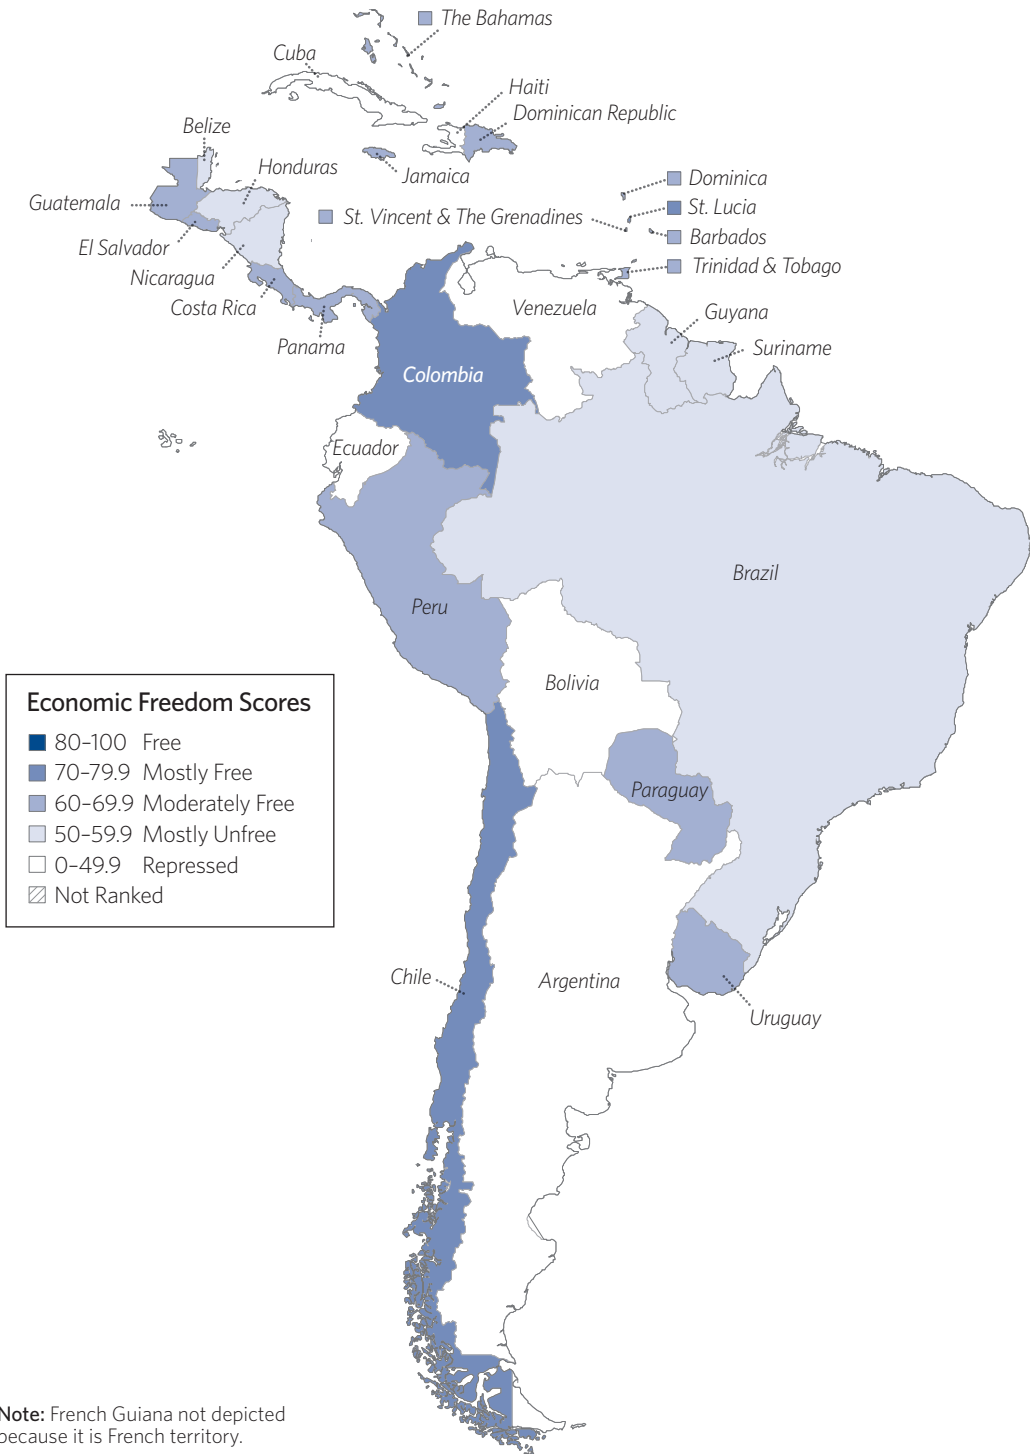 The Bahamas
Cuba
Haiti
Dominican Republic
Belize
Honduras
Jamaica
Dominica
Guatemala
St. Vincent & The Grenadines
St. Lucia
El Salvador
Barbados
Nicaragua
Trinidad & Tobago
Costa Rica
Venezuela
Guyana
Panama
Suriname
Colombia
Ecuador
Brazil
Peru
Bolivia
Economic Freedom Scores
80–100 Free
70–79.9 Mostly Free
60–69.9 Moderately Free
50–59.9 Mostly Unfree
0–49.9 Repressed
Not Ranked
Paraguay
Chile
Argentina
Uruguay
Note: French Guiana not depicted
because it is French territory.